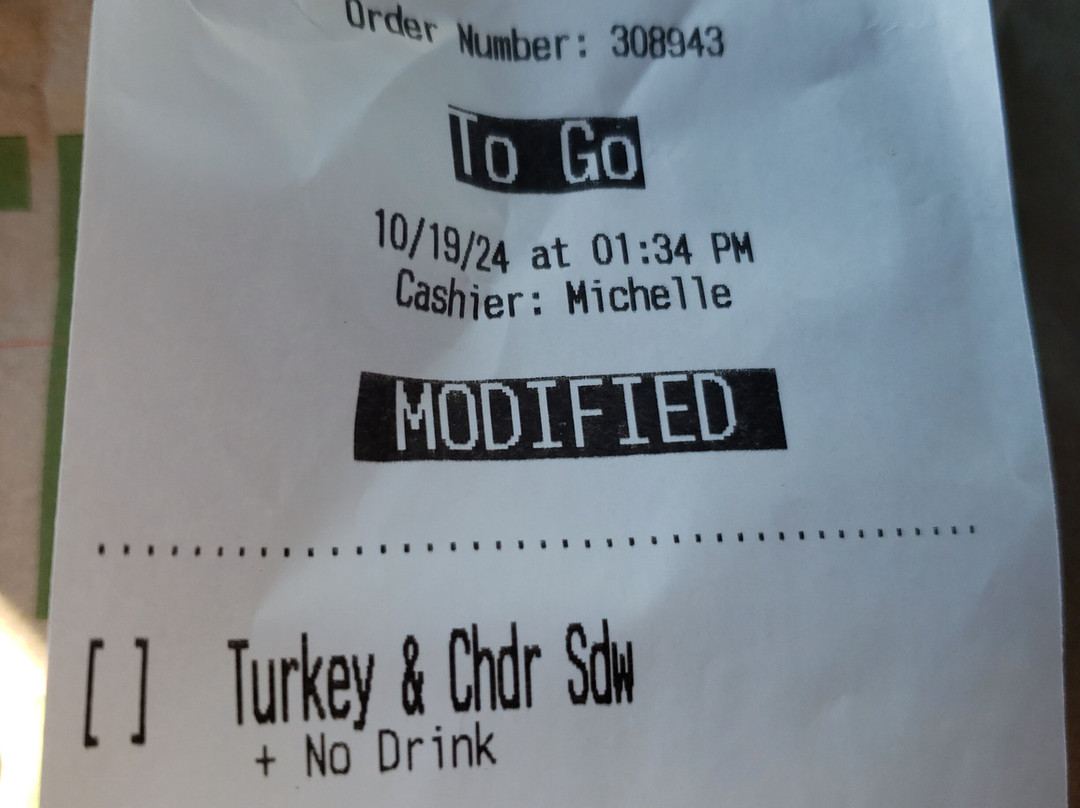 Order Number: 308943
To Go
10/19/24 at 01:34 PM
Cashier: Michelle
MODIFIED
[ ] Turkey & Chdr Sdw
+ No Drink